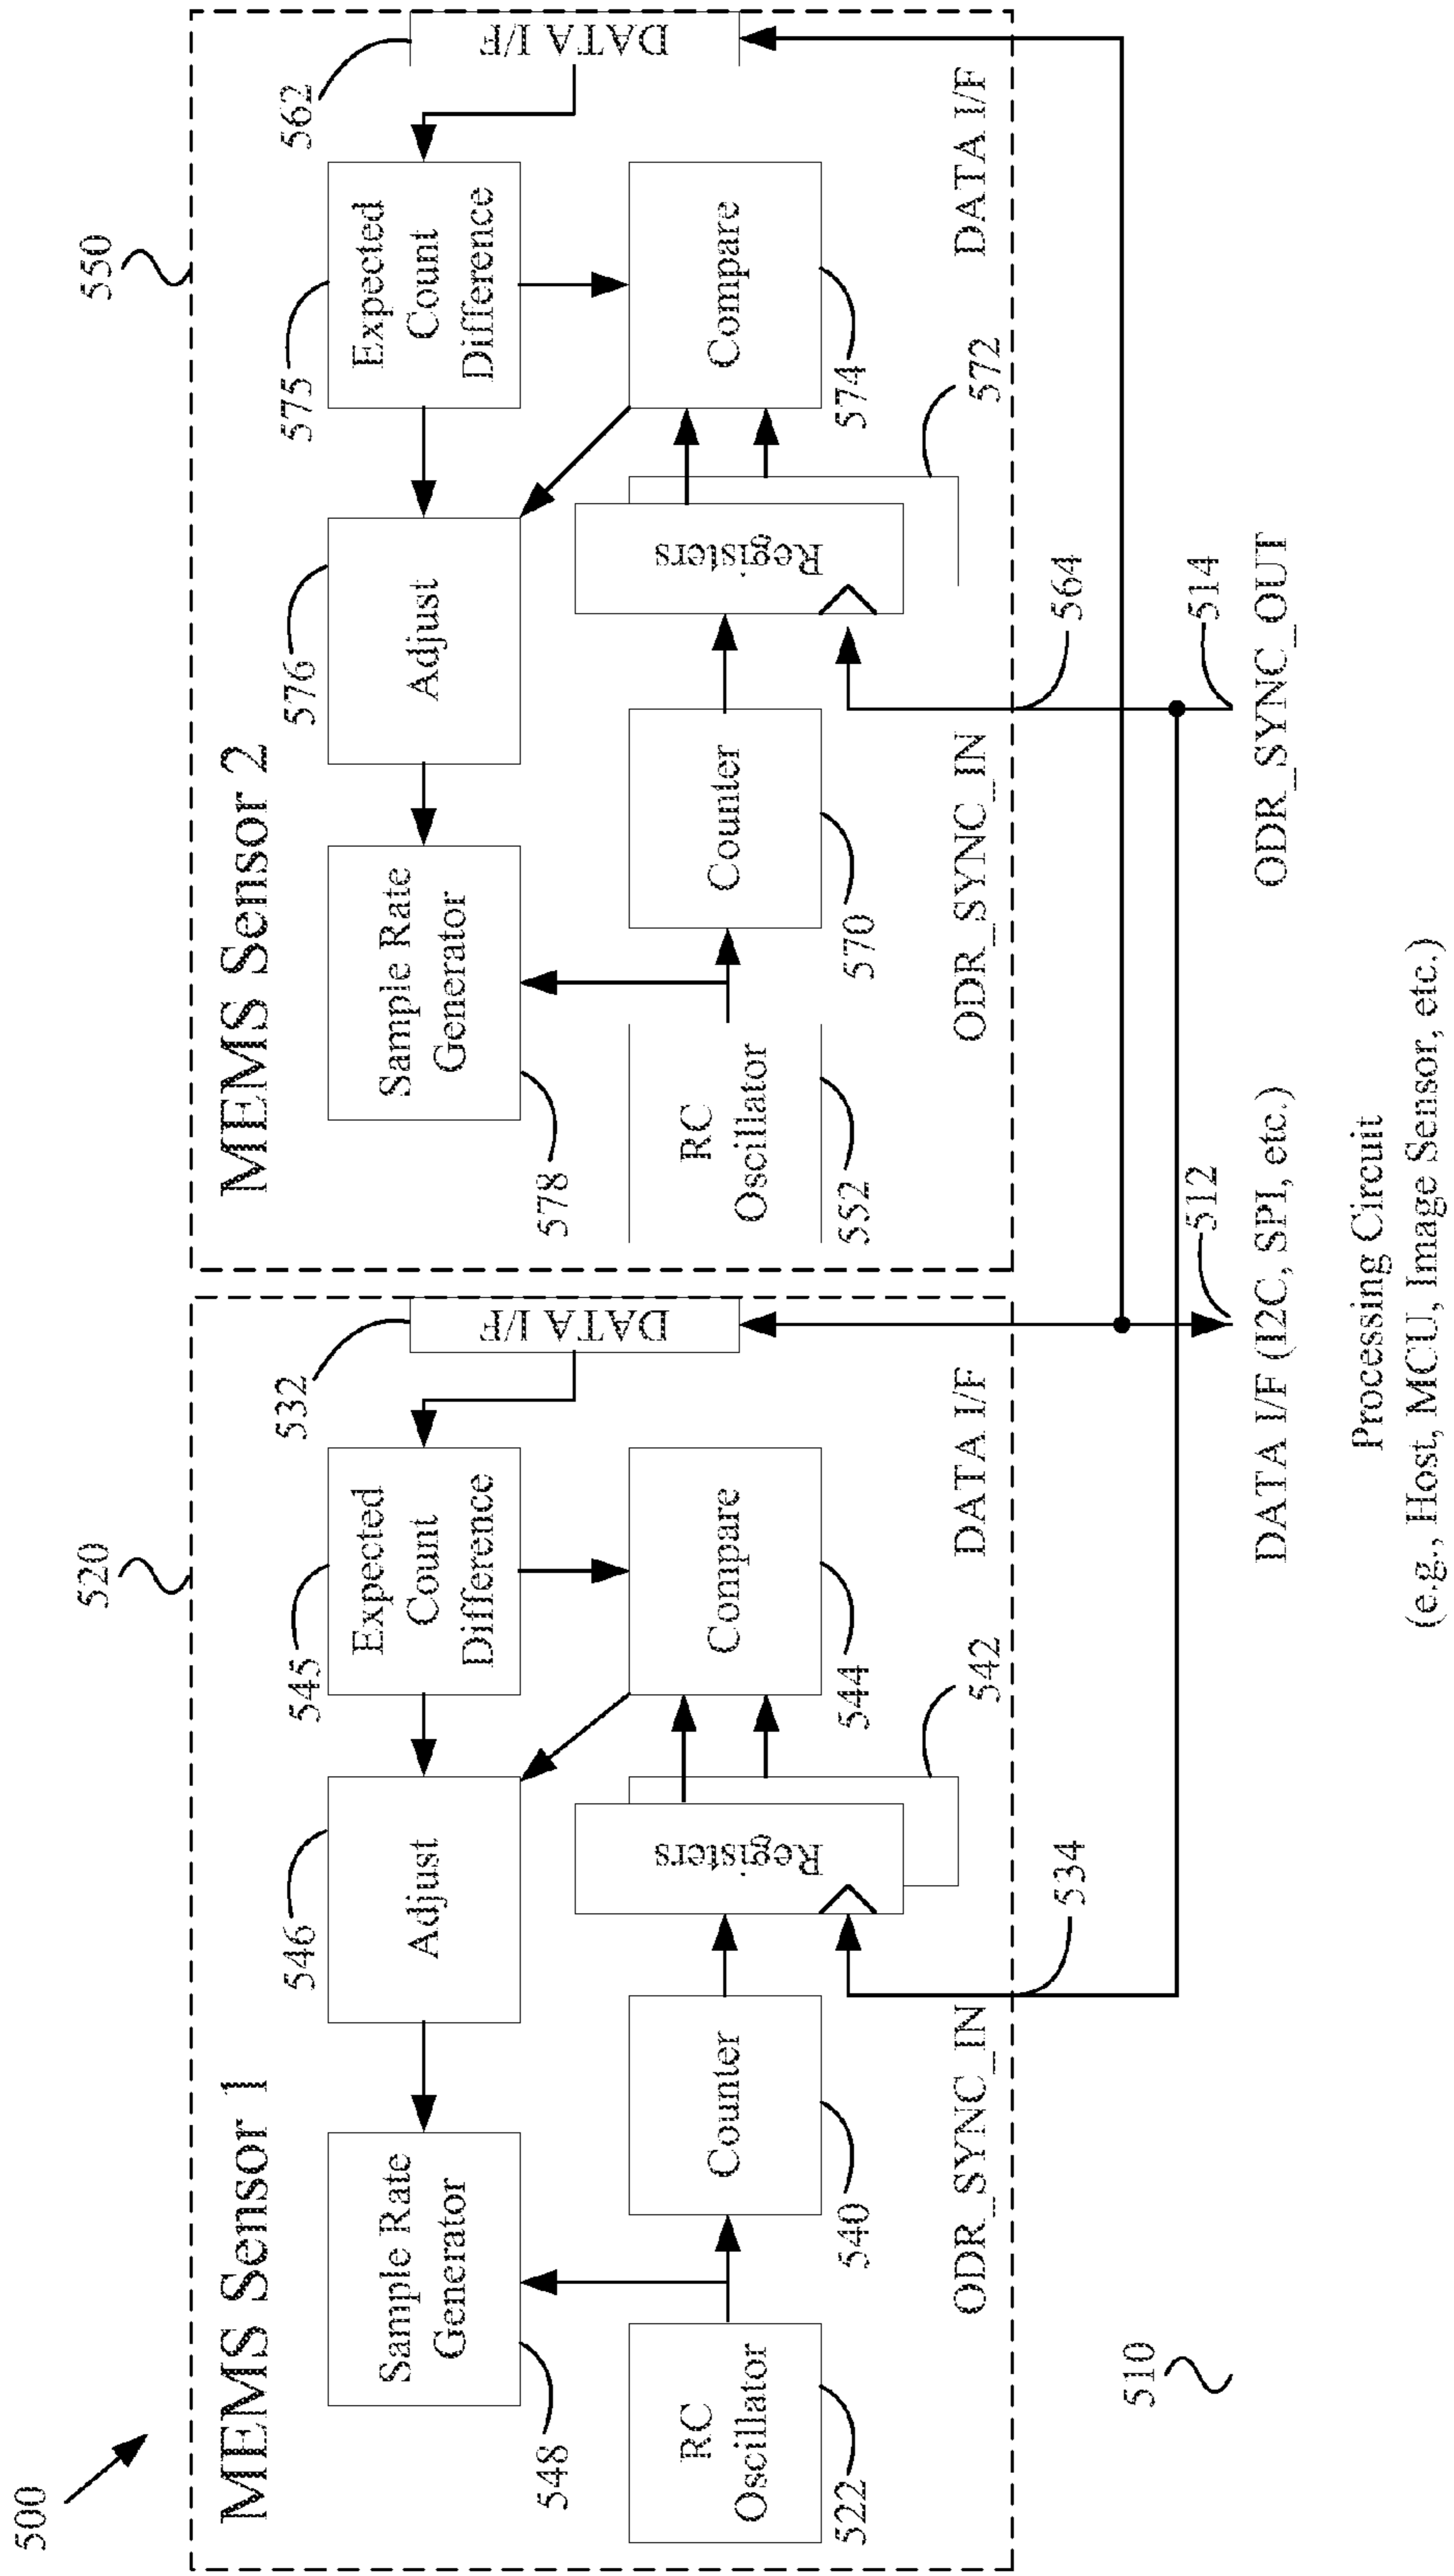 500
520
550
MEMS Sensor 1
MEMS Sensor 2
548
Sample Rate
Generator
546
Adjust
545
Expected
Count
Difference
532
DATA I/F
578
Sample Rate
Generator
576
Adjust
575
Expected
Count
Difference
562
DATA I/F
RC
Oscillator
522
Counter
540
Registers
542
Compare
544
RC
Oscillator
552
Counter
570
Registers
572
Compare
574
ODR_SYNC_IN
DATA I/F
ODR_SYNC_IN
DATA I/F
510
534
512
564
514
DATA I/F (I2C, SPI, etc.)
ODR_SYNC_OUT
Processing Circuit
(e.g., Host, MCU, Image Sensor, etc.)